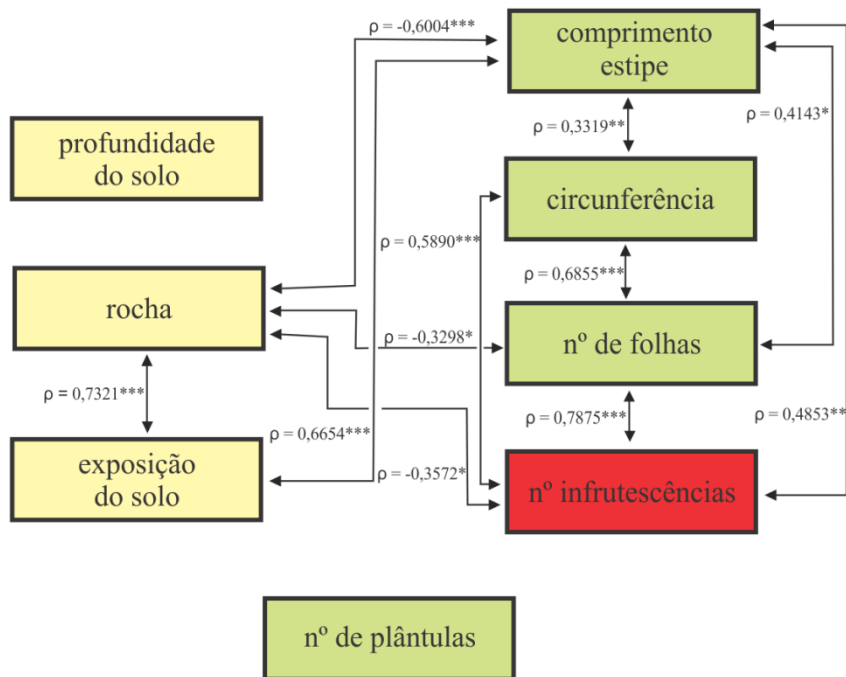 ρ = -0,6004***
comprimento
estipe
ρ = 0,4143*
ρ = 0,3319**
profundidade
do solo
circunferência
ρ = 0,5890***
ρ = 0,6855***
rocha
ρ = -0,3298*
nº de folhas
ρ = 0,7321***
ρ = 0,7875***
ρ = 0,4853**
ρ = 0,6654***
exposição
do solo
ρ = -0,3572*
nº infrutescências
nº de plântulas